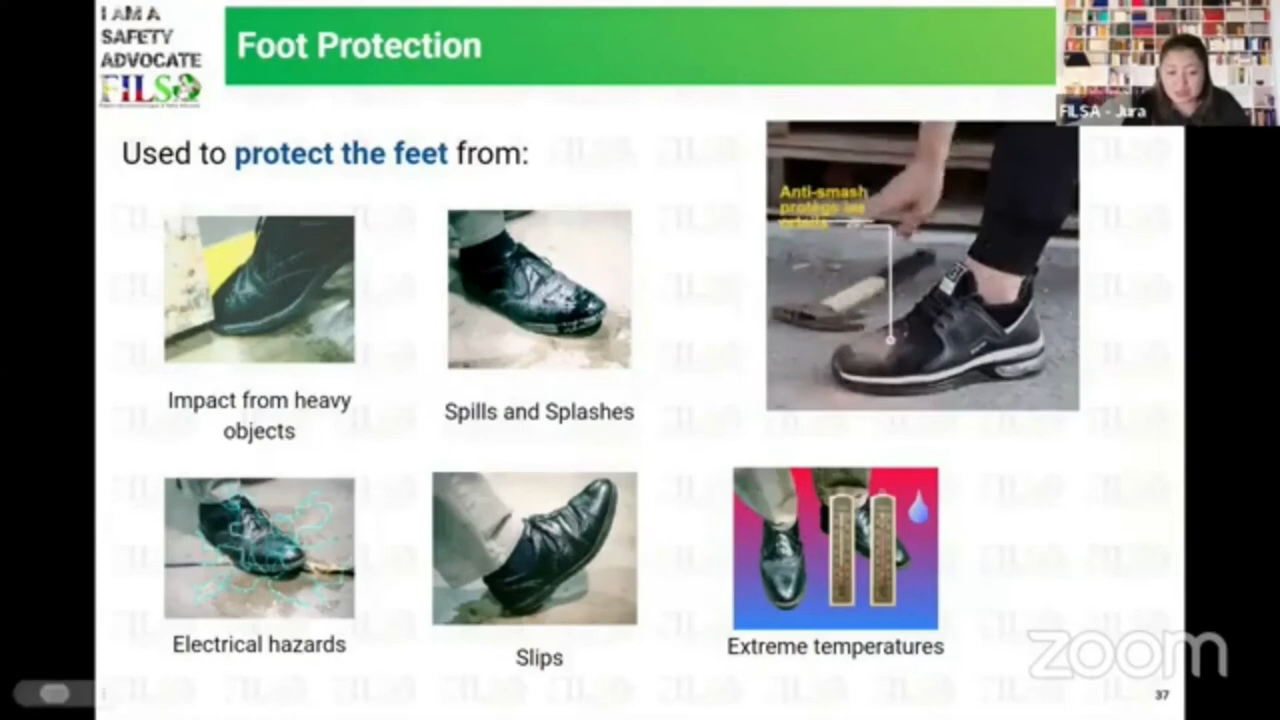 I AM A
SAFETY
ADVOCATE
FILSA
Foot Protection
FILSA - Jura
Used to protect the feet from:
Anti-smash
protège les
orteils
Impact from heavy
objects
Spills and Splashes
Electrical hazards
Slips
Extreme temperatures
zoom
37